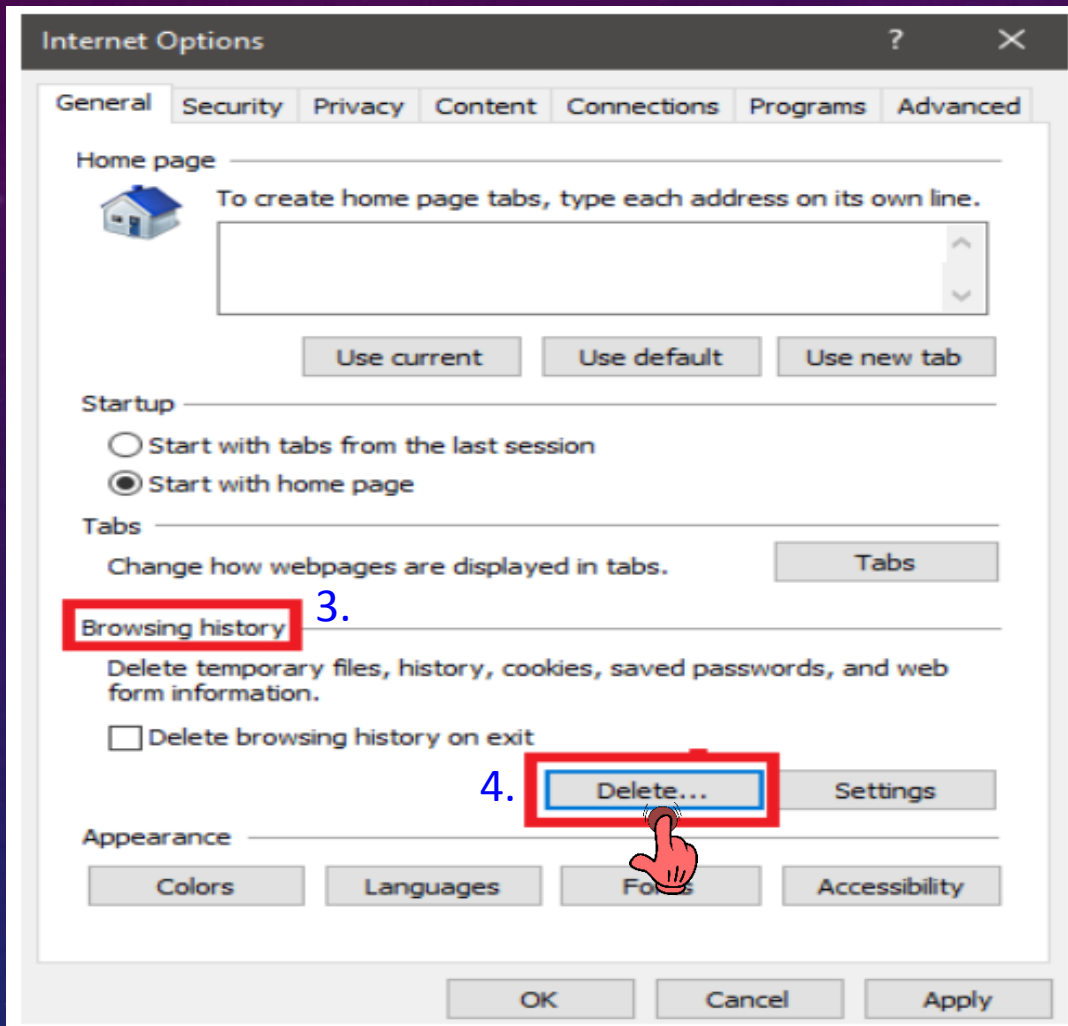 Internet Options ? ×
General Security Privacy Content Connections Programs Advanced
Home page
To create home page tabs, type each address on its own line.
Use current Use default Use new tab
Startup
Start with tabs from the last session
Start with home page
Tabs
Change how webpages are displayed in tabs. Tabs
Browsing history 3.
Delete temporary files, history, cookies, saved passwords, and web
form information.
Delete browsing history on exit
4. Delete... Settings
Appearance
Colors Languages Fonts Accessibility
OK Cancel Apply